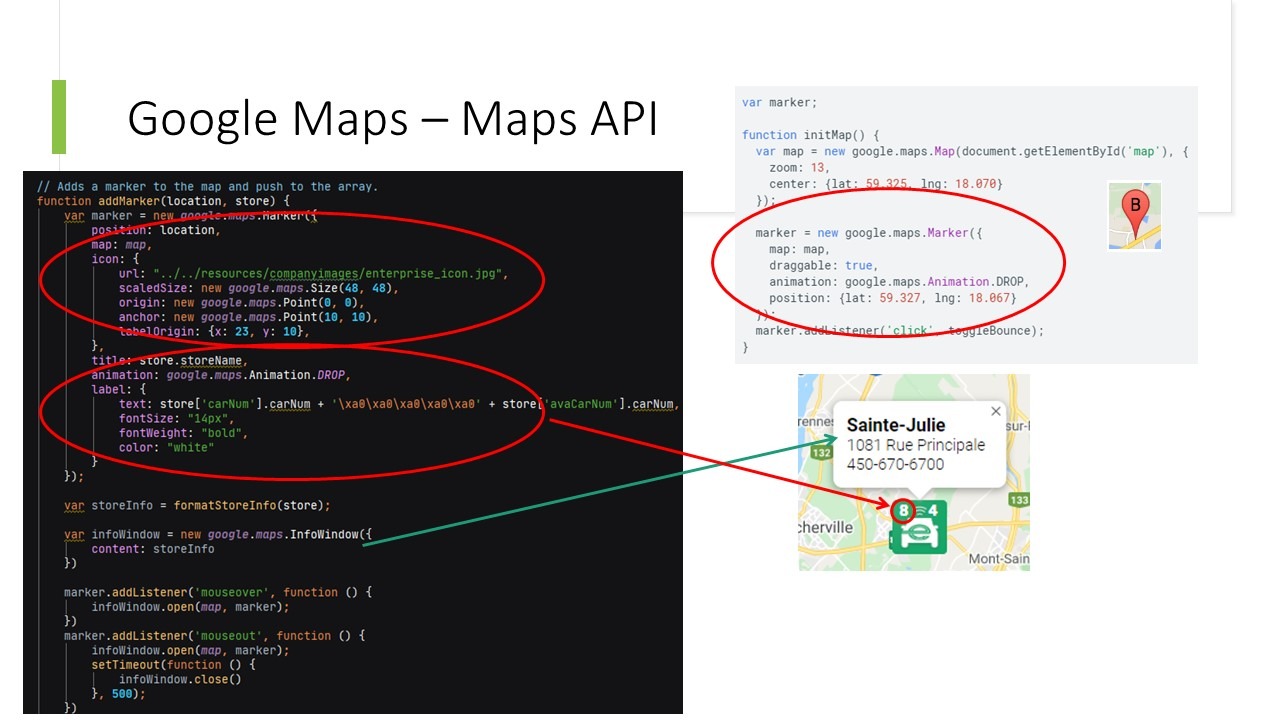 Google Maps – Maps API
// Adds a marker to the map and push to the array.
function addMarker(location, store) {
var marker = new google.maps.Marker({
position: location,
map: map,
icon: {
url: "../../resources/companyimages/enterprise_icon.jpg",
scaledSize: new google.maps.Size(48, 48),
origin: new google.maps.Point(0, 0),
anchor: new google.maps.Point(10, 10),
labelOrigin: {x: 23, y: 10},
},
title: store.storeName,
animation: google.maps.Animation.DROP,
label: {
text: store['carNum'].carNum + '\xa0\xa0\xa0\xa0\xa0' + store['avaCarNum'].carNum,
fontSize: "14px",
fontWeight: "bold",
color: "white"
}
});
var storeInfo = formatStoreInfo(store);
var infoWindow = new google.maps.InfoWindow({
content: storeInfo
})
marker.addListener('mouseover', function () {
infoWindow.open(map, marker);
})
marker.addListener('mouseout', function () {
infoWindow.open(map, marker);
setTimeout(function () {
infoWindow.close()
}, 500);
})
var marker;
function initMap() {
var map = new google.maps.Map(document.getElementById('map'), {
zoom: 13,
center: {lat: 59.325, lng: 18.070}
});
marker = new google.maps.Marker({
map: map,
draggable: true,
animation: google.maps.Animation.DROP,
position: {lat: 59.327, lng: 18.067}
});
marker.addListener('click', toggleBounce);
}
B
Sainte-Julie
1081 Rue Principale
450-670-6700
rennes
sur-
132
133
8 4
e
cherville
Mont-Sain